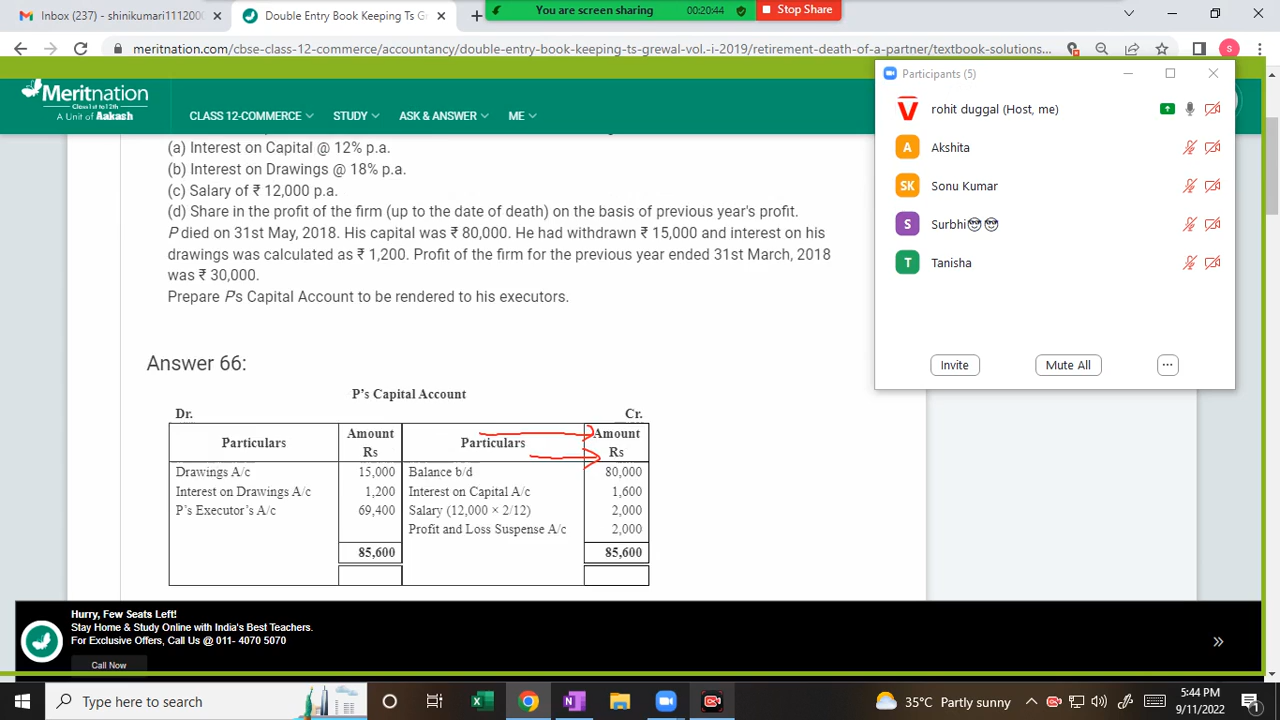 Inbox (237) - shinikumari111200
Double Entry Book Keeping Ts Gr
You are screen sharing
00:20:44
Stop Share
meritnation.com/cbse-class-12-commerce/accountancy/double-entry-book-keeping-ts-grewal-vol.-i-2019/retirement-death-of-a-partner/textbook-solutions...
S
Meritnation
Class 1st to 12th
A Unit of Aakash
CLASS 12-COMMERCE
STUDY
ASK & ANSWER
ME
Participants (5)
rohit duggal (Host, me)
A
Akshita
SK
Sonu Kumar
S
Surbhi😎😎
T
Tanisha
Invite
Mute All
...
(a) Interest on Capital @ 12% p.a.
(b) Interest on Drawings @ 18% p.a.
(c) Salary of ₹ 12,000 p.a.
(d) Share in the profit of the firm (up to the date of death) on the basis of previous year's profit.
P died on 31st May, 2018. His capital was ₹ 80,000. He had withdrawn ₹ 15,000 and interest on his
drawings was calculated as ₹ 1,200. Profit of the firm for the previous year ended 31st March, 2018
was ₹ 30,000.
Prepare P's Capital Account to be rendered to his executors.
Answer 66:
P's Capital Account
Dr. Cr.
Particulars Amount Rs Particulars Amount Rs
Drawings A/c 15,000 Balance b/d 80,000
Interest on Drawings A/c 1,200 Interest on Capital A/c 1,600
P's Executor's A/c 69,400 Salary (12,000 × 2/12) 2,000
Profit and Loss Suspense A/c 2,000
85,600 85,600
Hurry, Few Seats Left!
Stay Home & Study Online with India's Best Teachers.
For Exclusive Offers, Call Us @ 011- 4070 5070
Call Now
Type here to search
35°C Partly sunny
5:44 PM
9/11/2022
1